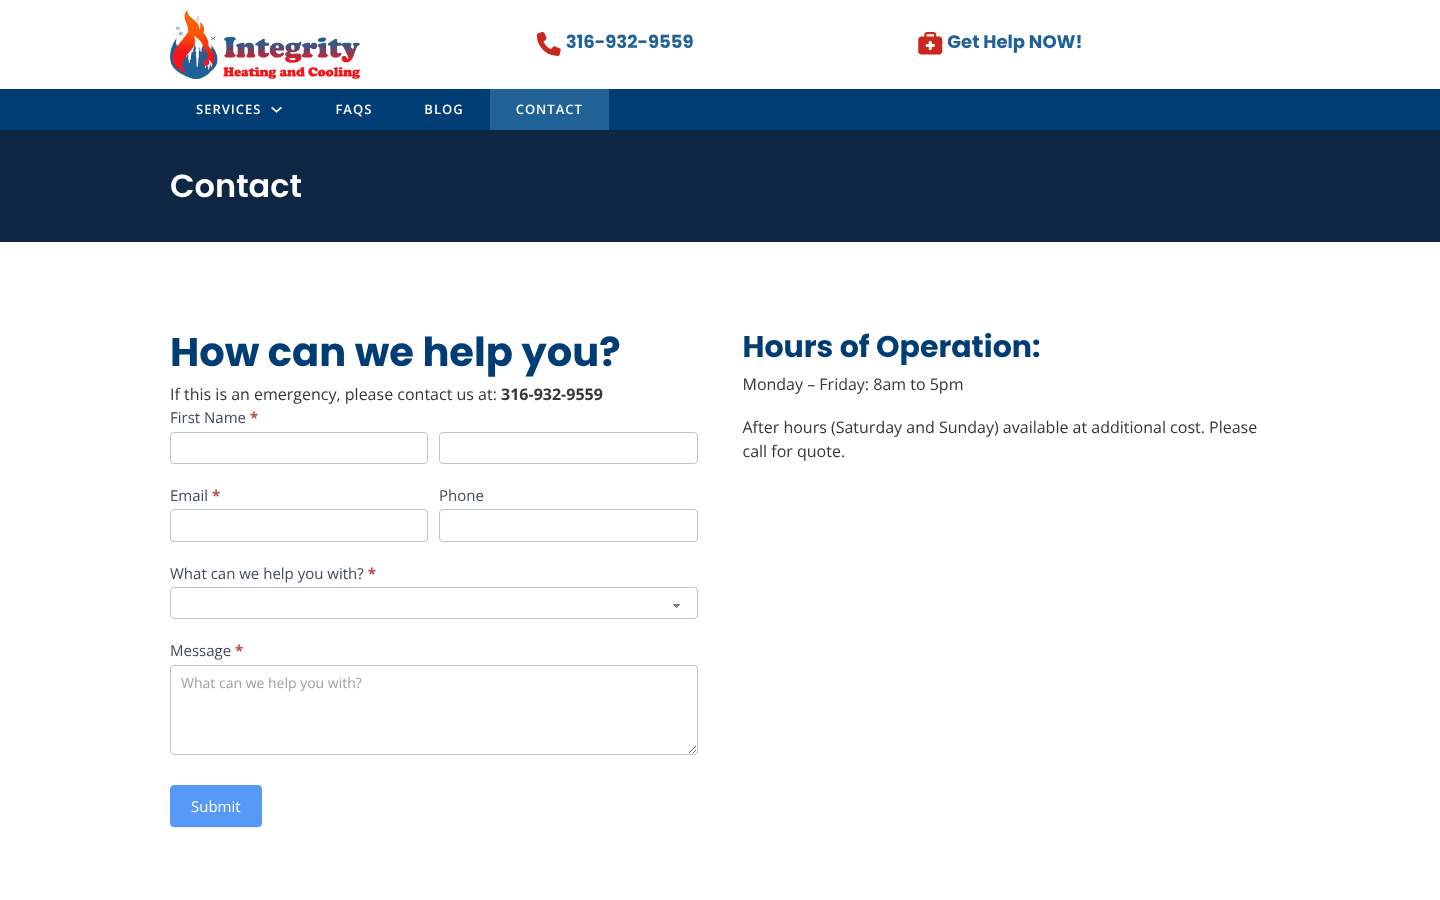 Integrity
Heating and Cooling
316-932-9559
Get Help NOW!
SERVICES
FAQS
BLOG
CONTACT
Contact
How can we help you?
If this is an emergency, please contact us at: 316-932-9559
First Name *
Email *
Phone
What can we help you with? *
Message *
What can we help you with?
Submit
Hours of Operation:
Monday – Friday: 8am to 5pm
After hours (Saturday and Sunday) available at additional cost. Please
call for quote.